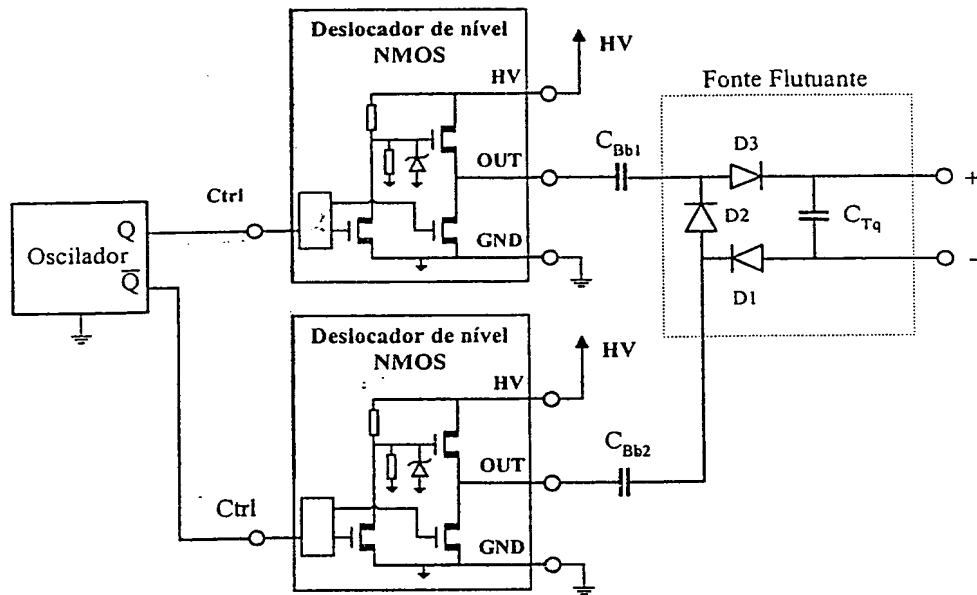 Deslocador de nível
NMOS
HV
HV
OUT
GND
Ctrl
Oscilador
Q
Q̅
C_Bb1
Fonte Flutuante
D3
D2
D1
C_Tq
+
-
Deslocador de nível
NMOS
HV
HV
OUT
GND
Ctrl
C_Bb2